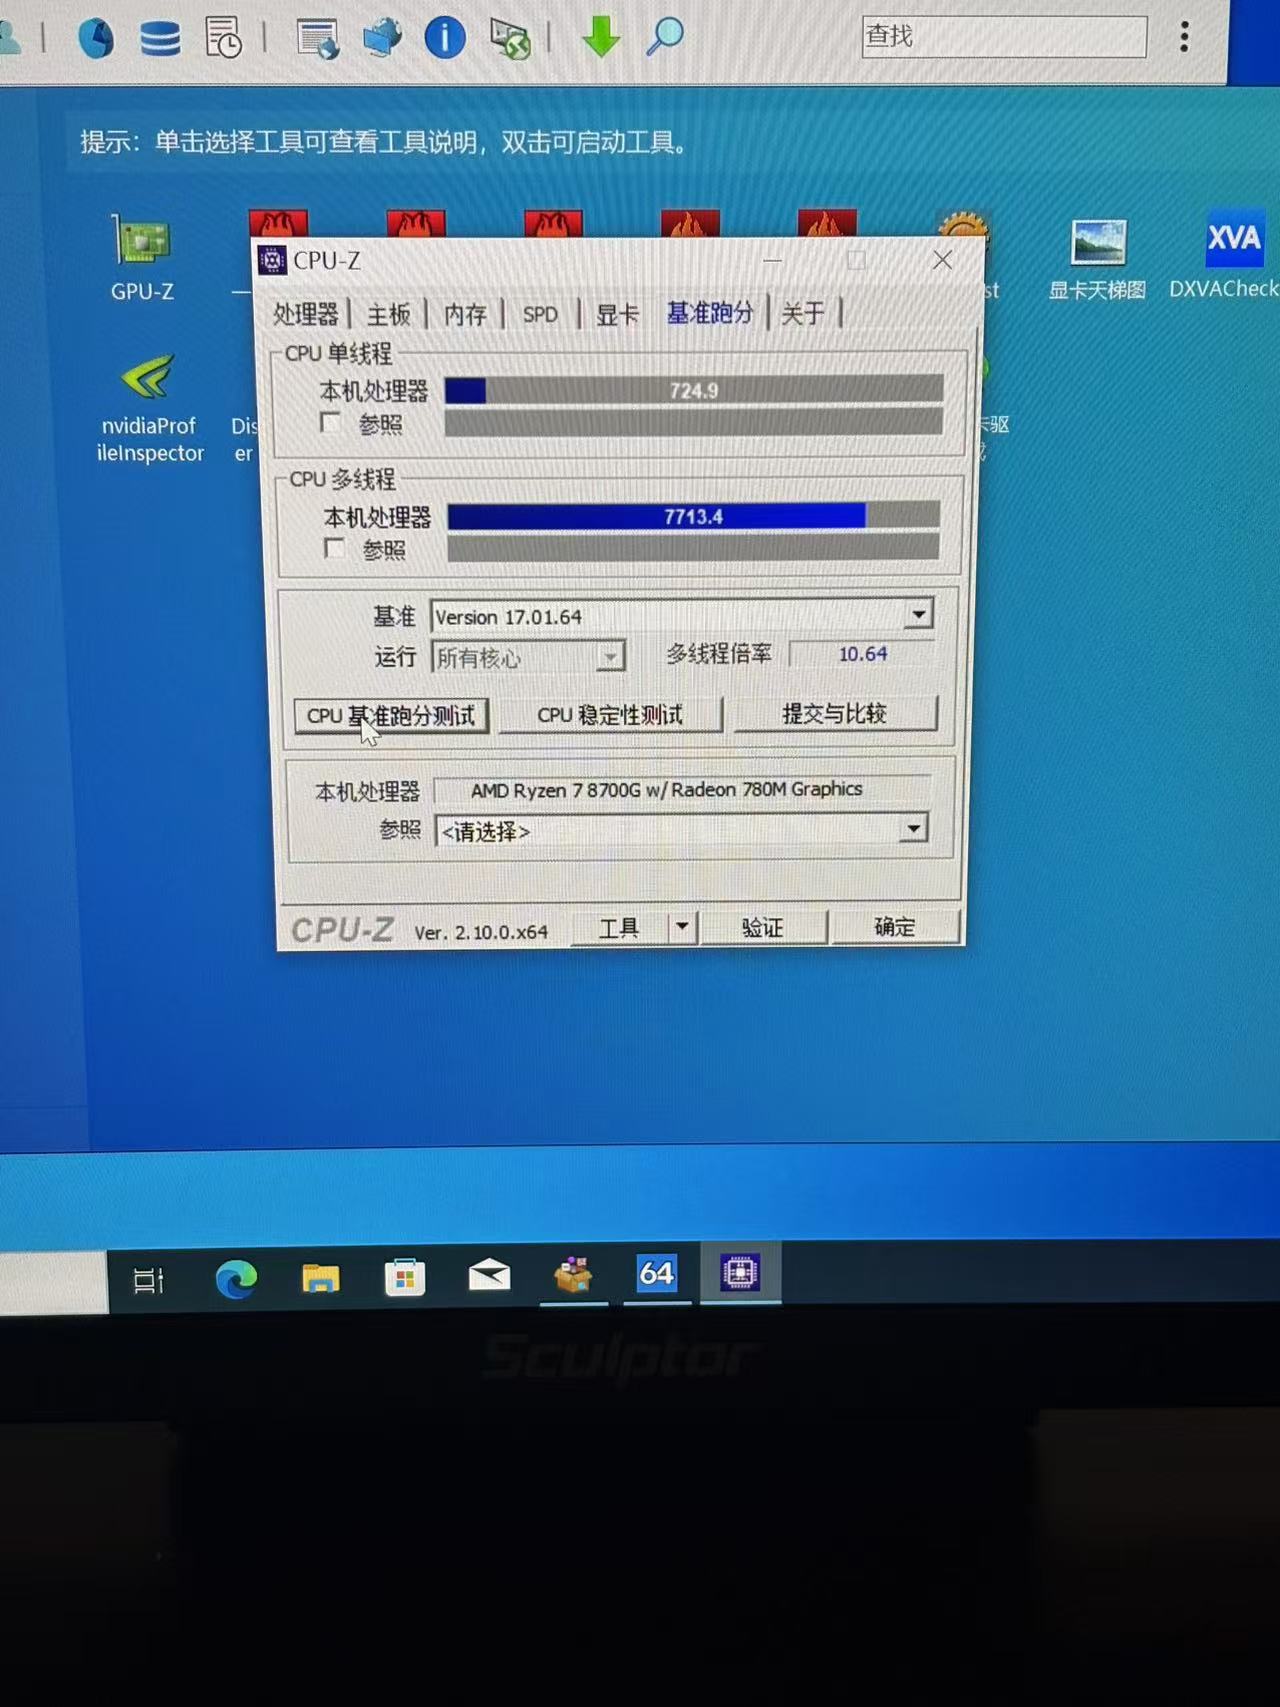 查找
提示：单击选择工具可查看工具说明，双击可启动工具。
GPU-Z
显卡天梯图
DXVACheck
XVA
nvidiaProf
ileInspector
Dis
er
st
CPU-Z
处理器
主板
内存
SPD
显卡
基准跑分
关于
CPU 单线程
本机处理器
724.9
参照
CPU 多线程
本机处理器
7713.4
参照
基准
Version 17.01.64
运行
所有核心
多线程倍率
10.64
CPU 基准跑分测试
CPU 稳定性测试
提交与比较
本机处理器
AMD Ryzen 7 8700G w/ Radeon 780M Graphics
参照
<请选择>
CPU-Z
Ver. 2.10.0.x64
工具
验证
确定
64
Sculptor